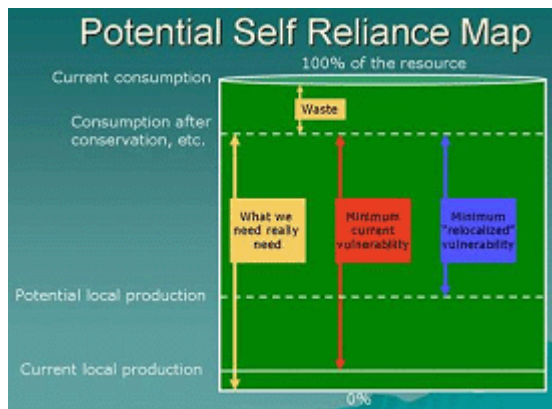 Potential Self Reliance Map
100% of the resource
Current consumption
Waste
Consumption after
conservation, etc.
What we
need really
need
Minimum
current
vulnerability
Minimum
"relocalized"
vulnerability
Potential local production
Current local production
0%